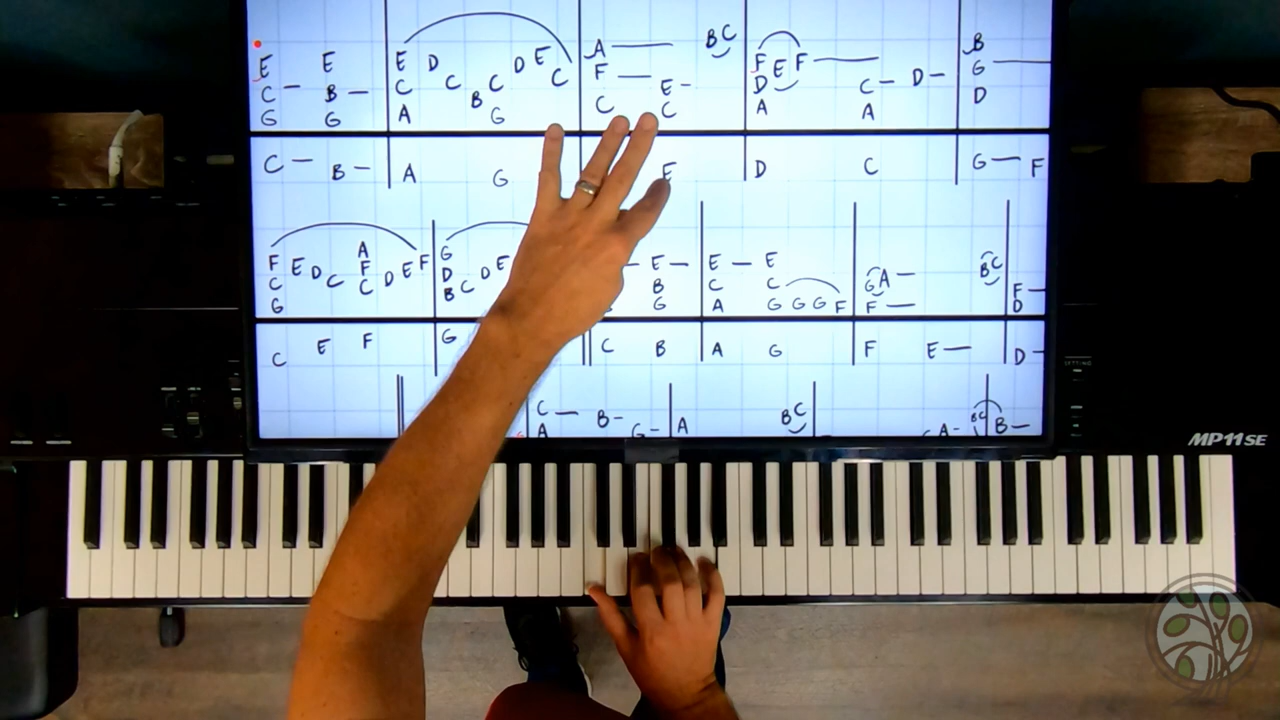 E E E D C B C D E C A B C F E F B
C B C F E D C D G
G G A G C C A A D
C B A G E D C G F
F E D C A F C D E F G D B C D E E E E G A B C F
C B C C D
G G A G G G F F
C E F G C B A G F E D
C B A B C B C B
A G A
MP11SE